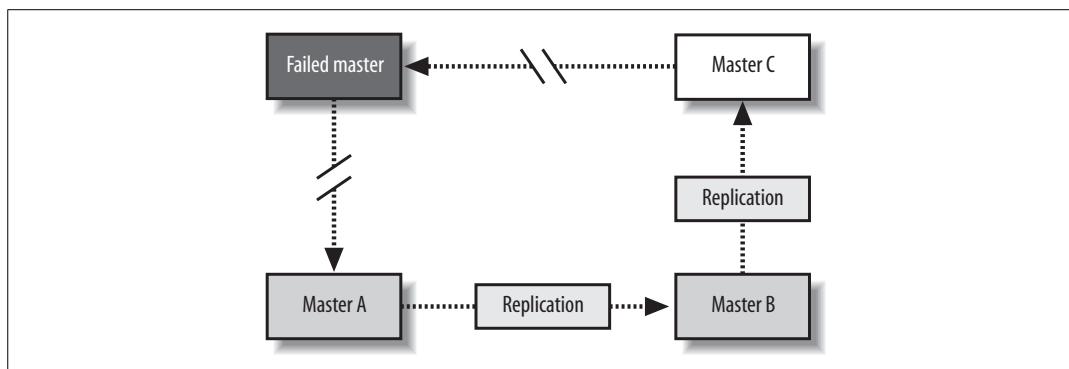 Failed master
Master C
Replication
Master A
Replication
Master B